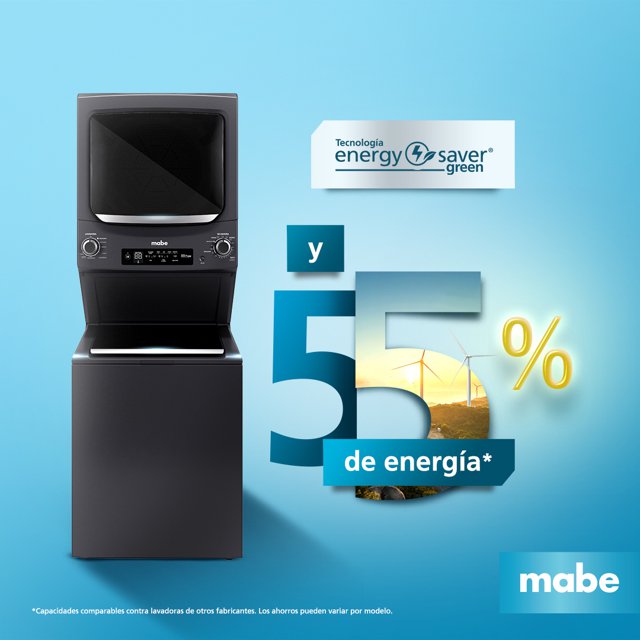 Tecnología
energy saver®
green
y
55%
de energía*
mabe
mabe
*Capacidades comparables contra lavadoras de otros fabricantes. Los ahorros pueden variar por modelo.